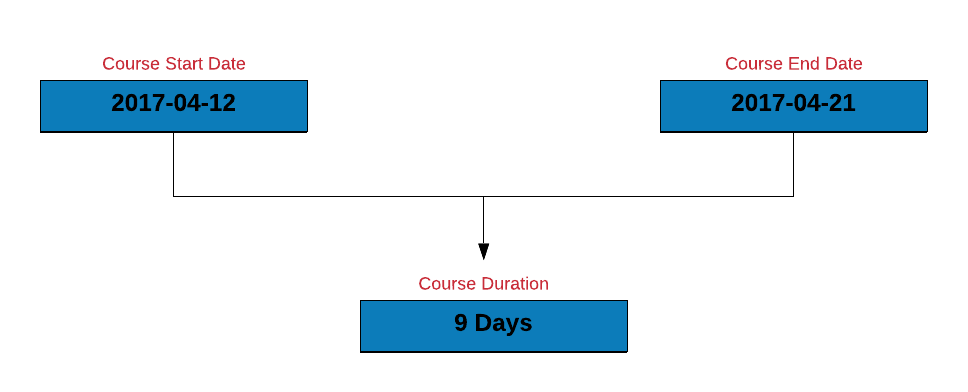 Course Start Date
2017-04-12
Course End Date
2017-04-21
Course Duration
9 Days